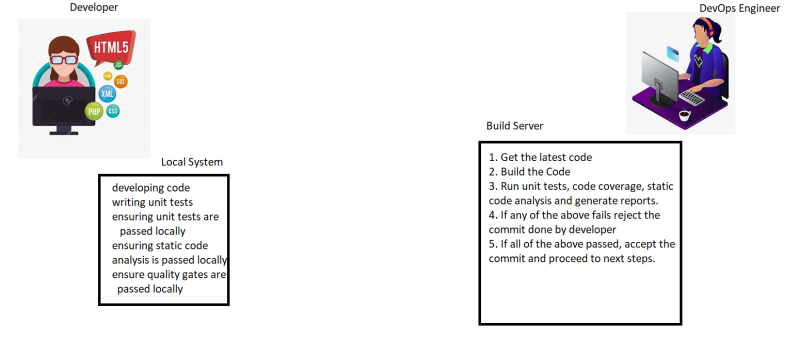 Developer
DevOps Engineer
HTML5
SQL
XML
PHP
CSS
Build Server
Local System
developing code
writing unit tests
ensuring unit tests are
passed locally
ensuring static code
analysis is passed locally
ensure quality gates are
passed locally
1. Get the latest code
2. Build the Code
3. Run unit tests, code coverage, static
code analysis and generate reports.
4. If any of the above fails reject the
commit done by developer
5. If all of the above passed, accept the
commit and proceed to next steps.